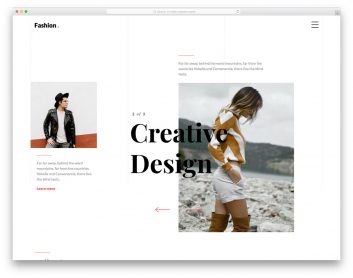 Fashion.
Far far away, behind the word mountains, far from the
countries Vokalia and Consonantia, there live the blind
texts.
2 of 9
Creative
Design
Far far away, behind the word
mountains, far from the countries
Vokalia and Consonantia, there live
the blind texts.
Learn more